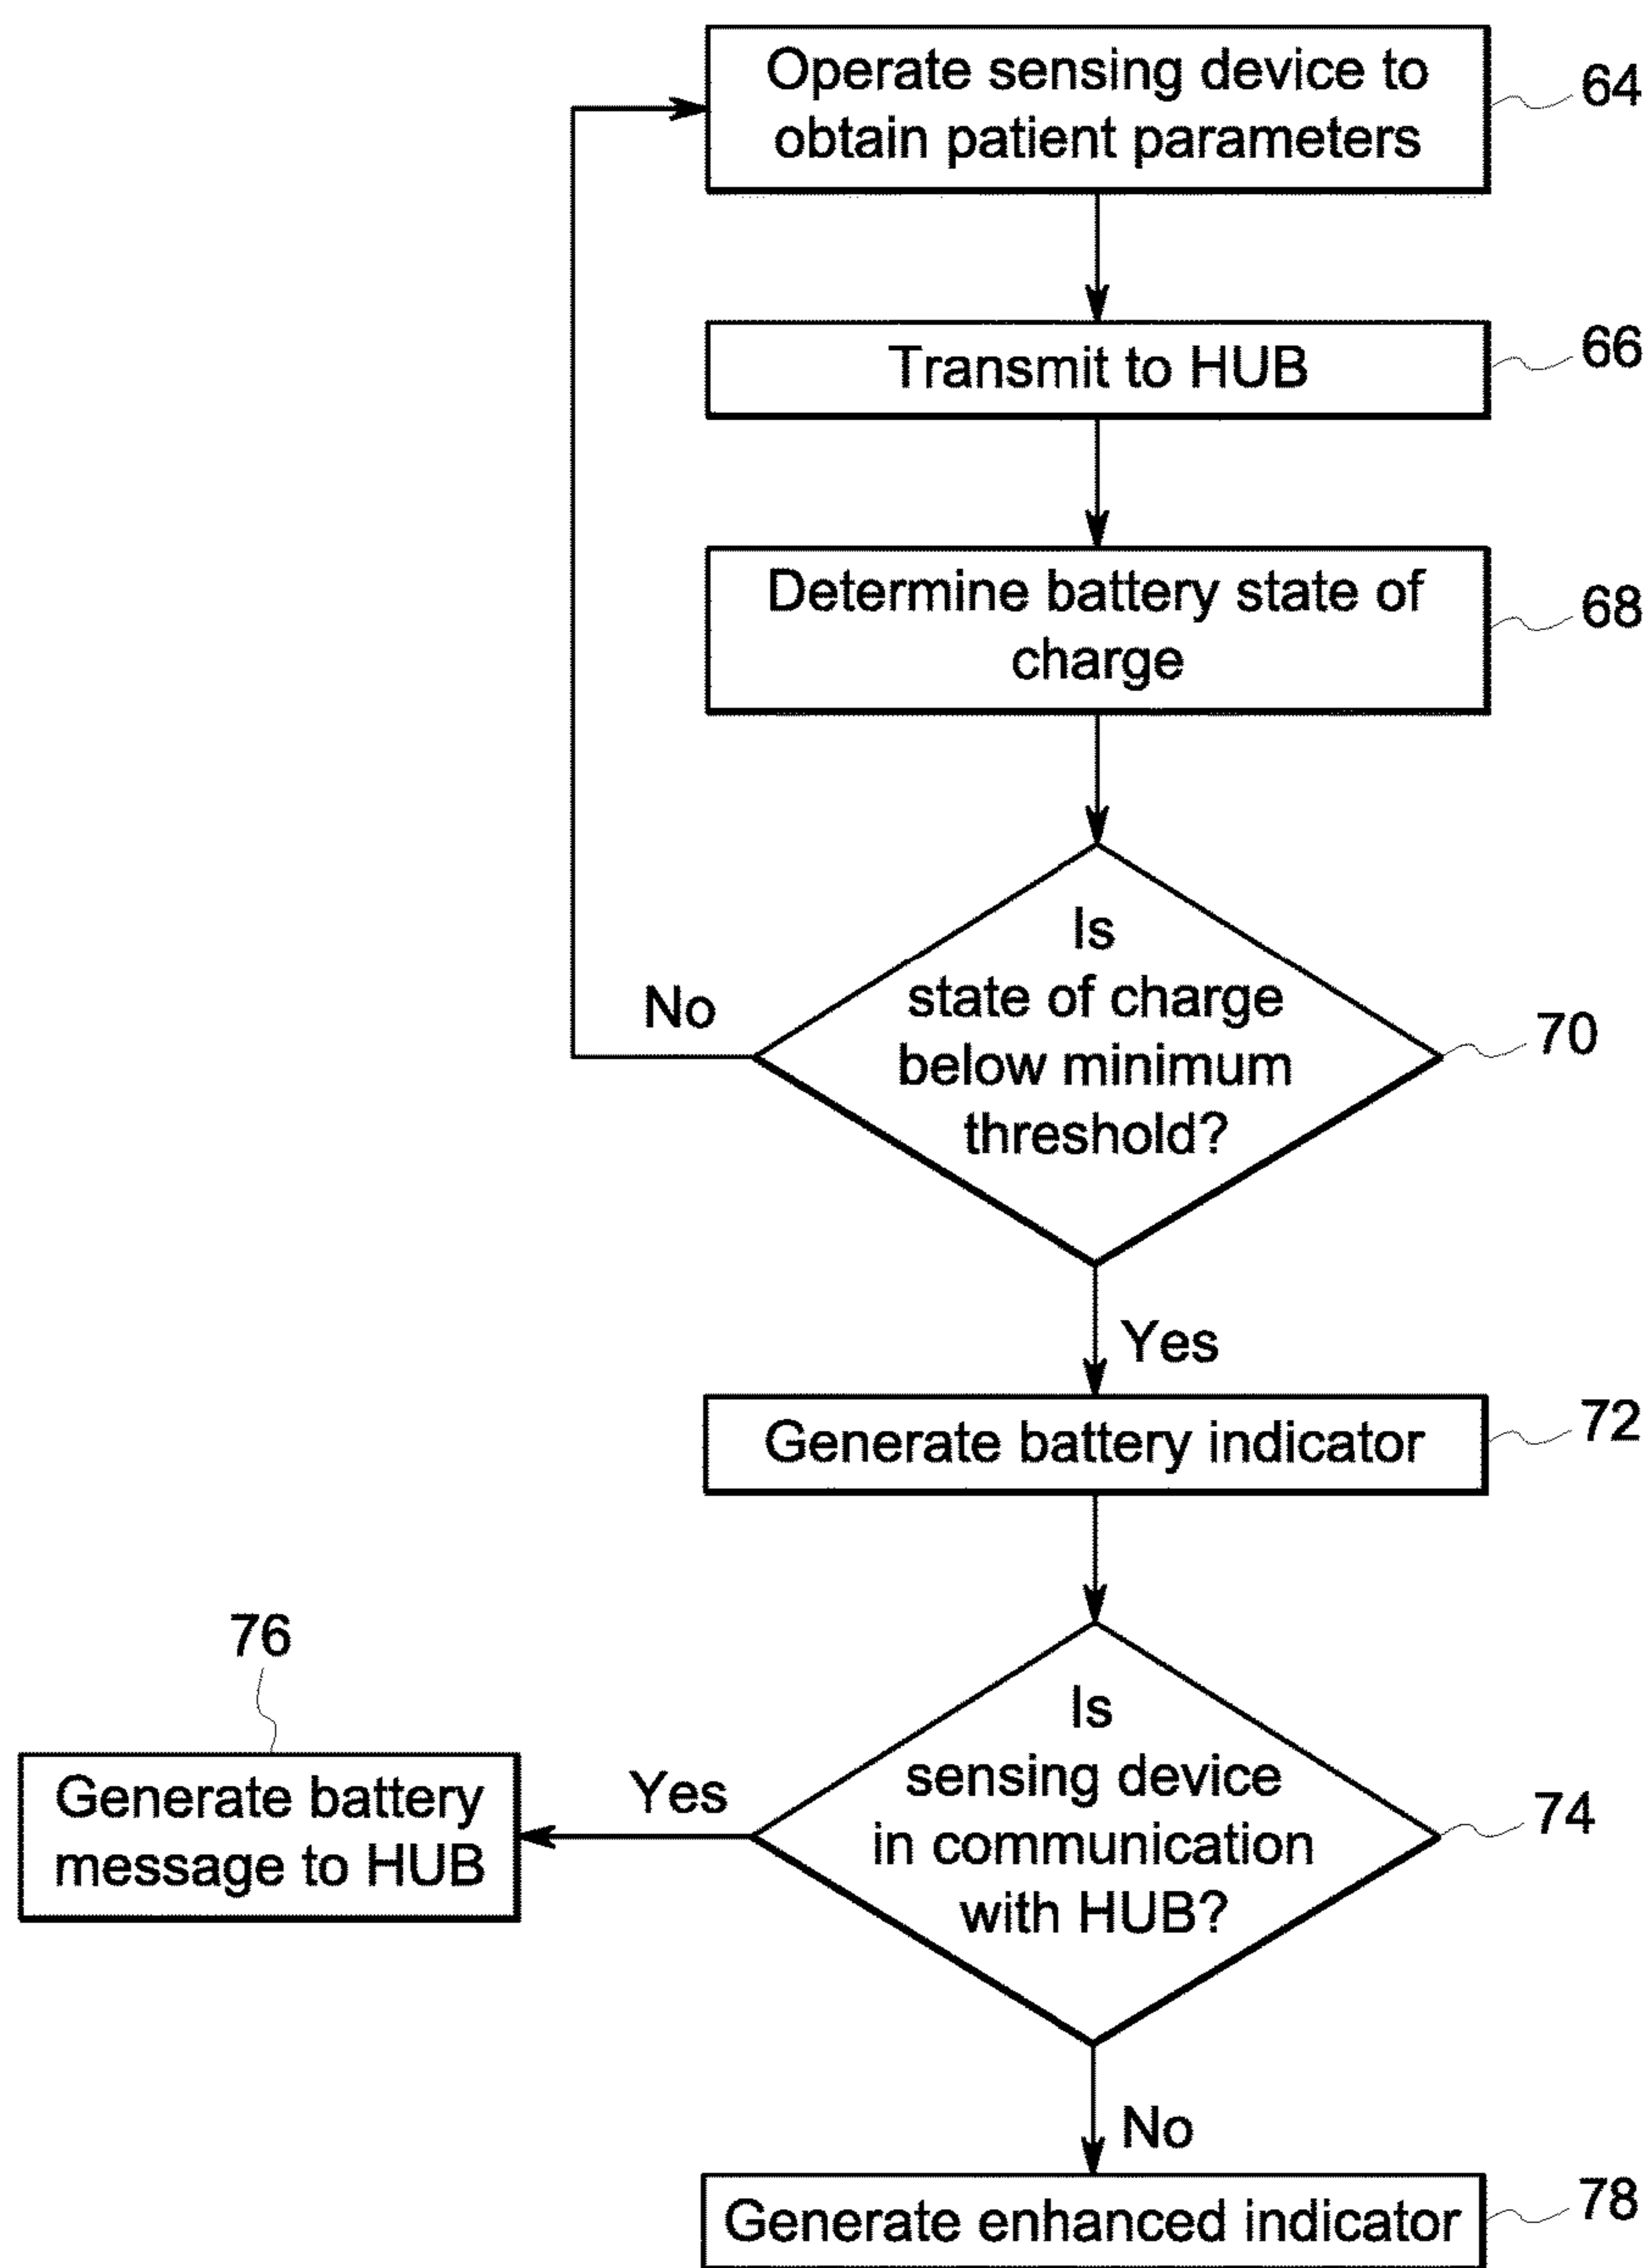 Operate sensing device to
obtain patient parameters
64
Transmit to HUB
66
Determine battery state of
charge
68
Is
state of charge
below minimum
threshold?
No
70
Yes
Generate battery indicator
72
76
Generate battery
message to HUB
Yes
Is
sensing device
in communication
with HUB?
74
No
Generate enhanced indicator
78